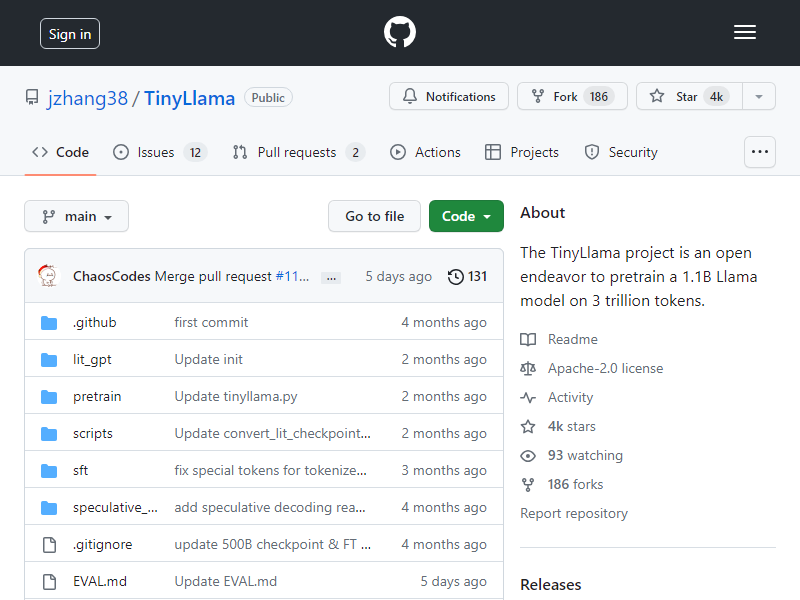 Sign in
jzhang38 / TinyLlama Public
Notifications Fork 186 Star 4k
Code Issues 12 Pull requests 2 Actions Projects Security ...
main Go to file Code
ChaosCodes Merge pull request #11... ... 5 days ago 131
.github first commit 4 months ago
lit_gpt Update init 2 months ago
pretrain Update tinyllama.py 2 months ago
scripts Update convert_lit_checkpoint... 2 months ago
sft fix special tokens for tokenize... 3 months ago
speculative_... add speculative decoding rea... 4 months ago
.gitignore update 500B checkpoint & FT ... 4 months ago
EVAL.md Update EVAL.md 5 days ago
About
The TinyLlama project is an open
endeavor to pretrain a 1.1B Llama
model on 3 trillion tokens.
Readme
Apache-2.0 license
Activity
4k stars
93 watching
186 forks
Report repository
Releases